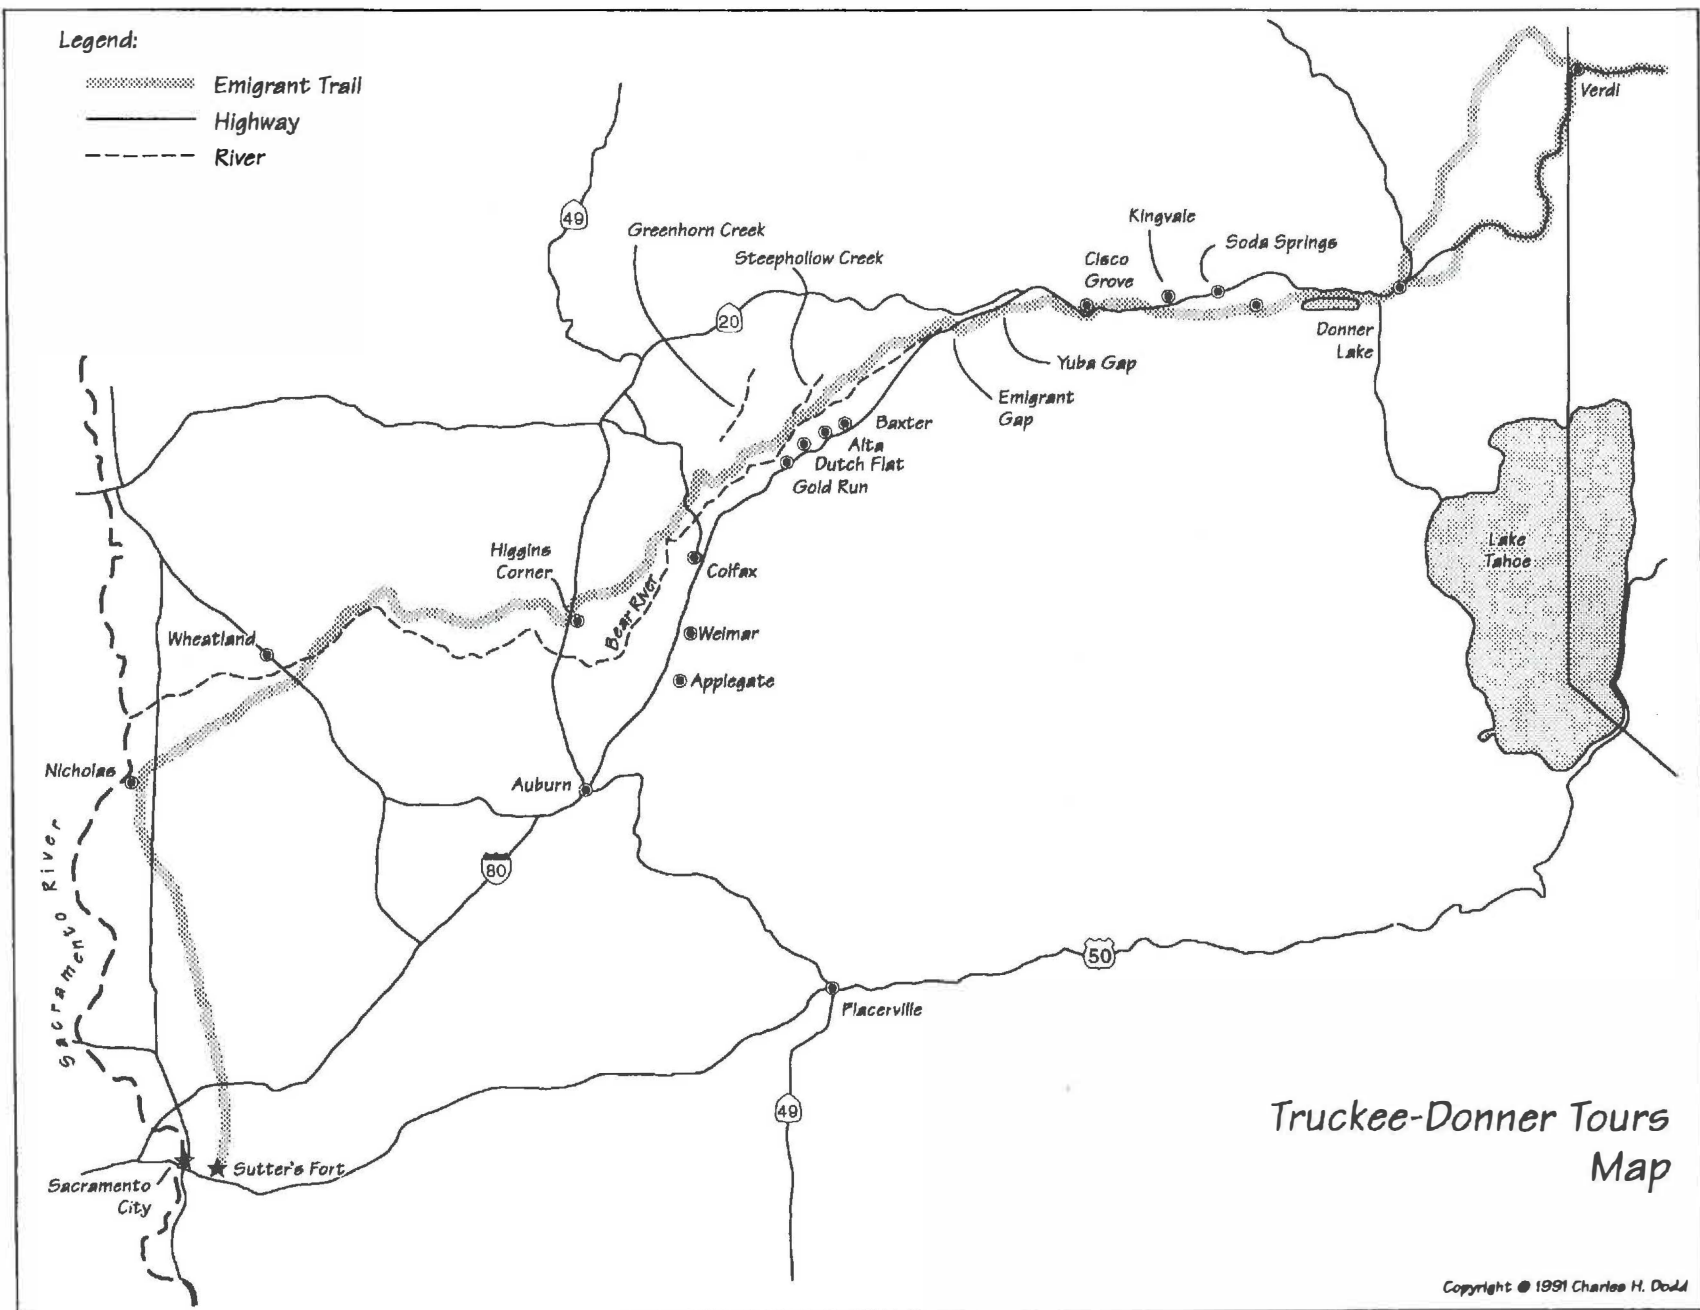 Legend:
Emigrant Trail
Highway
River
Verdi
49
Greenhorn Creek
Steephollow Creek
Kingvale
Soda Springs
Cisco
Grove
20
Donner
Lake
Yuba Gap
Emigrant
Gap
Baxter
Alta
Dutch Flat
Gold Run
Higgins
Corner
Colfax
Lake
Tahoe
Bear River
Wheatland
Weimar
Applegate
Nicholas
Auburn
Sacramento River
80
50
Placerville
49
Sutter's Fort
Sacramento
City
Truckee-Donner Tours
Map
Copyright © 1991 Charles H. Dodd